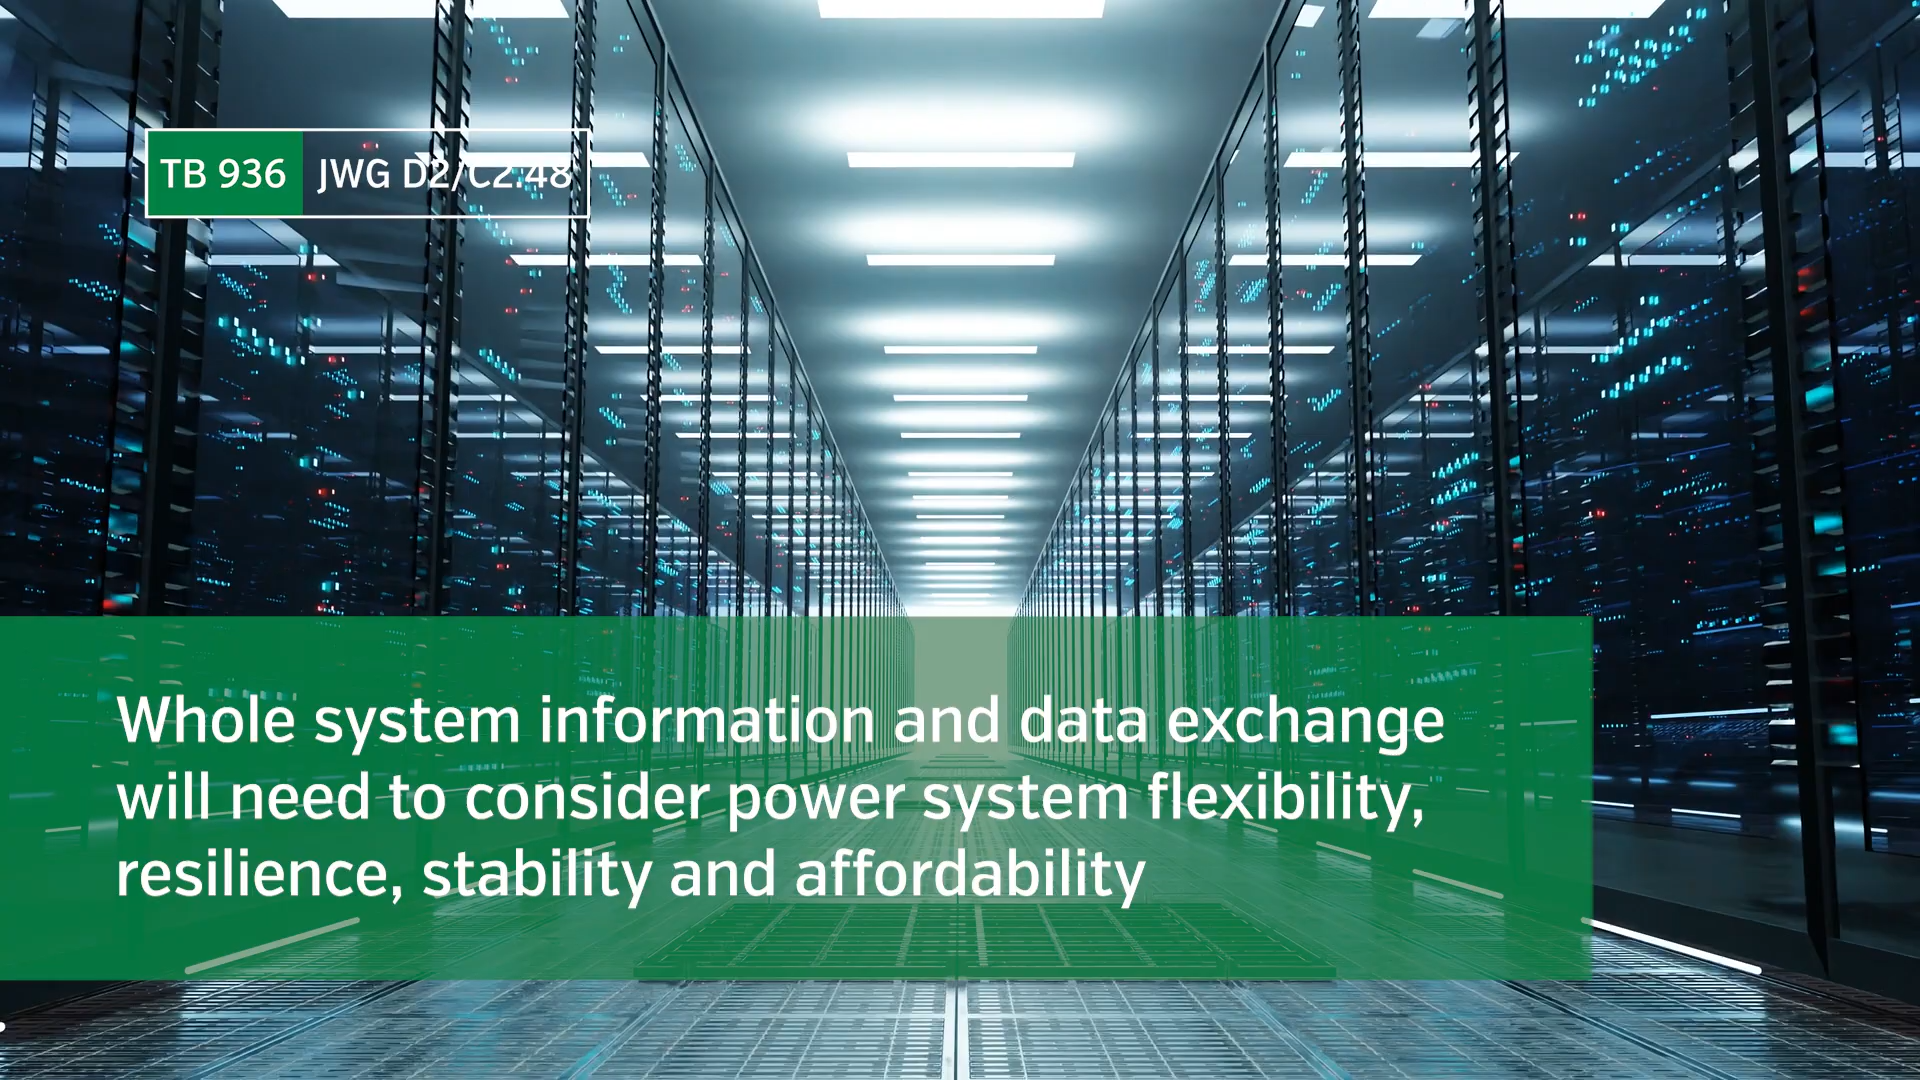 TB 936 JWG D2/C2.48
Whole system information and data exchange
will need to consider power system flexibility,
resilience, stability and affordability